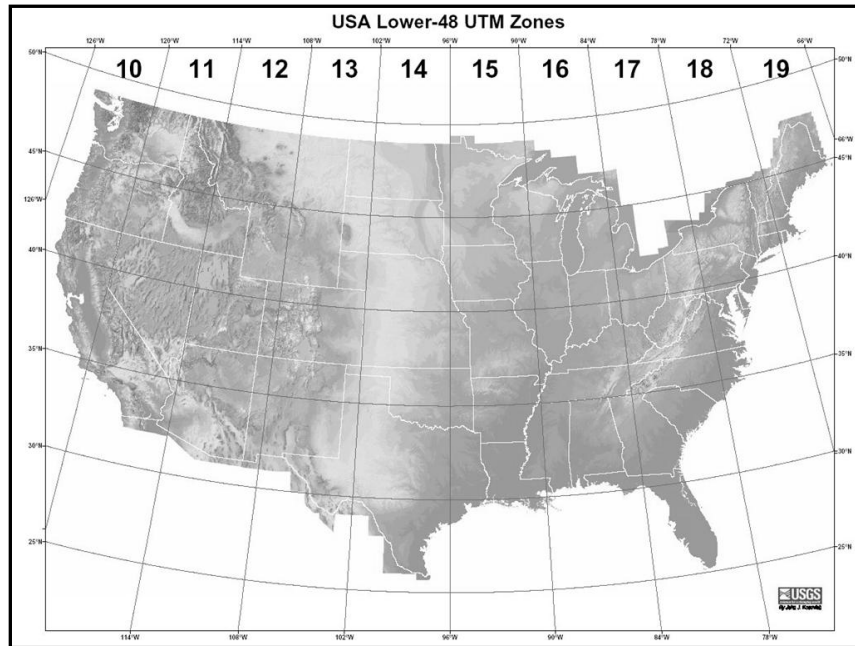 USA Lower-48 UTM Zones
126°W 120°W 114°W 108°W 102°W 96°W 90°W 84°W 78°W 72°W 66°W
50°N 10 11 12 13 14 15 16 17 18 19 50°N
45°N 45°N
126°W
40°N 40°N
35°N 35°N
30°N 30°N
25°N 25°N
USGS
114°W 108°W 102°W 96°W 90°W 84°W 78°W